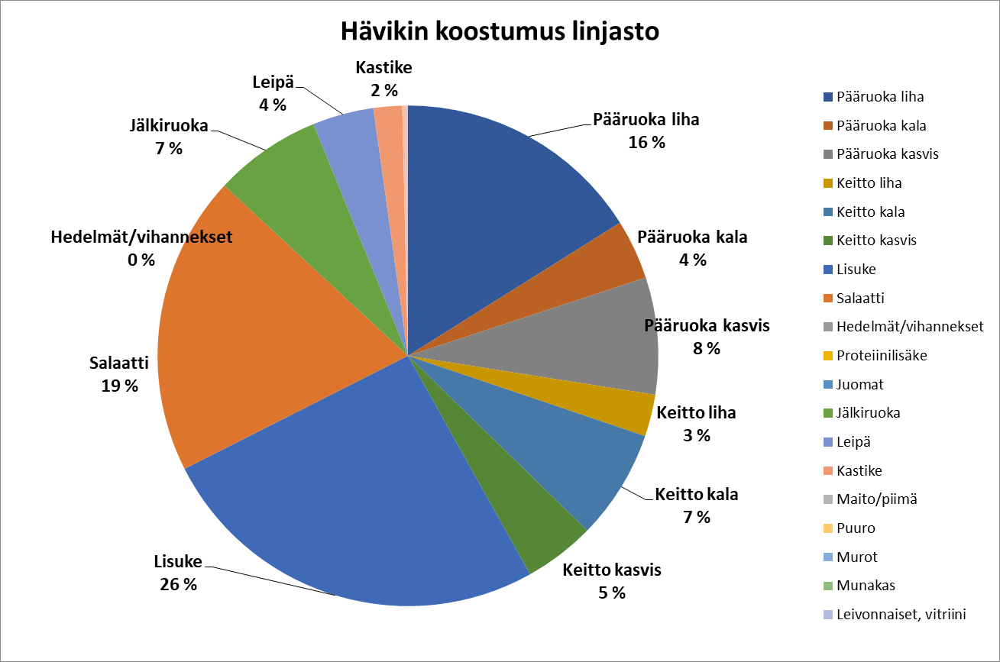 Hävikin koostumus linjasto
Kastike
2 %
Leipä
4 %
Jälkiruoka
7 %
Hedelmät/vihannekset
0 %
Salaatti
19 %
Lisuke
26 %
Pääruoka liha
16 %
Pääruoka kala
4 %
Pääruoka kasvis
8 %
Keitto liha
3 %
Keitto kala
7 %
Keitto kasvis
5 %
Pääruoka liha
Pääruoka kala
Pääruoka kasvis
Keitto liha
Keitto kala
Keitto kasvis
Lisuke
Salaatti
Hedelmät/vihannekset
Proteiinilisäke
Juomat
Jälkiruoka
Leipä
Kastike
Maito/piimä
Puuro
Murot
Munakas
Leivonnaiset, vitriini